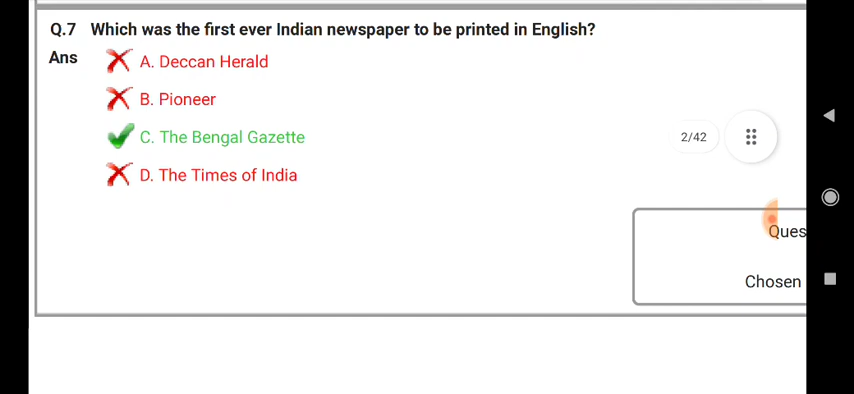 Q.7 Which was the first ever Indian newspaper to be printed in English?
Ans A. Deccan Herald
B. Pioneer
C. The Bengal Gazette
2/42
D. The Times of India
Ques
Chosen